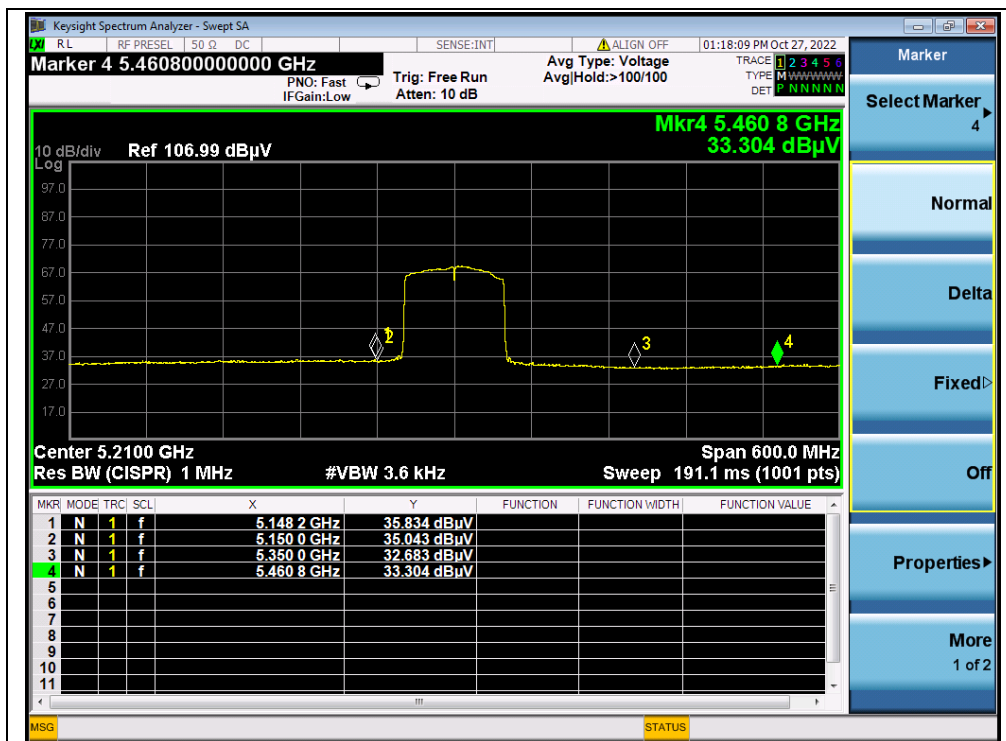 Keysight Spectrum Analyzer - Swept SA
LXI RL RF PRESEL 50 Ω DC SENSE:INT ALIGN OFF 01:18:09 PM Oct 27, 2022
Marker 4 5.460800000000 GHz
PNO: Fast
IFGain:Low
Trig: Free Run
Atten: 10 dB
Avg Type: Voltage
Avg|Hold:>100/100
TRACE 1 2 3 4 5 6
TYPE M WWWWW
DET P N N N N N
Mkr4 5.460 8 GHz
33.304 dBµV
10 dB/div Ref 106.99 dBµV
Log
97.0
87.0
77.0
67.0
57.0
47.0
37.0
27.0
17.0
1
2
3
4
Center 5.2100 GHz Span 600.0 MHz
Res BW (CISPR) 1 MHz #VBW 3.6 kHz Sweep 191.1 ms (1001 pts)
MKR MODE TRC SCL X Y FUNCTION FUNCTION WIDTH FUNCTION VALUE
1 N 1 f 5.148 2 GHz 35.834 dBµV
2 N 1 f 5.150 0 GHz 35.043 dBµV
3 N 1 f 5.350 0 GHz 32.683 dBµV
4 N 1 f 5.460 8 GHz 33.304 dBµV
5
6
7
8
9
10
11
MSG STATUS
Marker
Select Marker
4
Normal
Delta
Fixed
Off
Properties
More
1 of 2